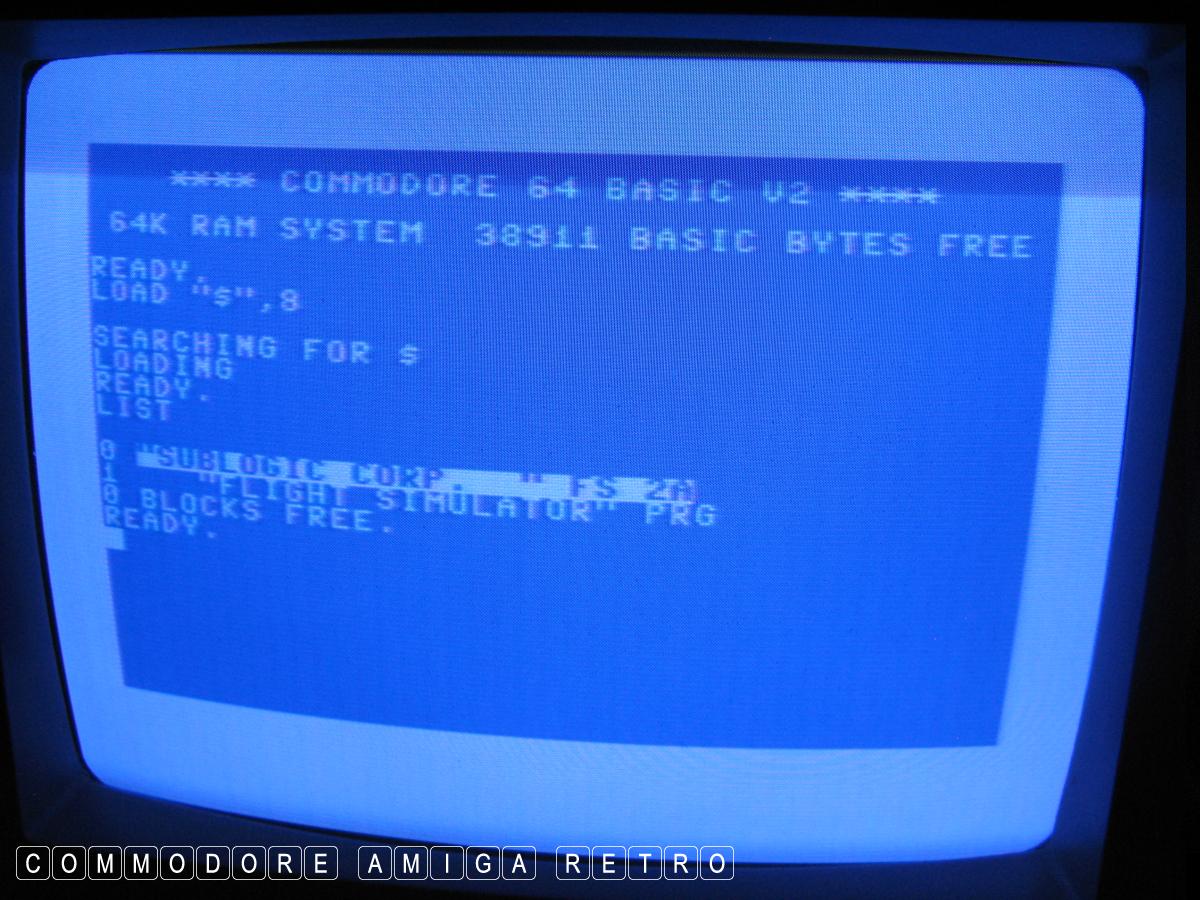 **** COMMODORE 64 BASIC V2 ****
64K RAM SYSTEM 38911 BASIC BYTES FREE
READY.
LOAD "$",8
SEARCHING FOR $
LOADING
READY.
LIST
0 "SUBLOGIC CORP. " FS 2A
1 "FLIGHT SIMULATOR" PRG
0 BLOCKS FREE.
READY.
COMMODORE AMIGA RETRO